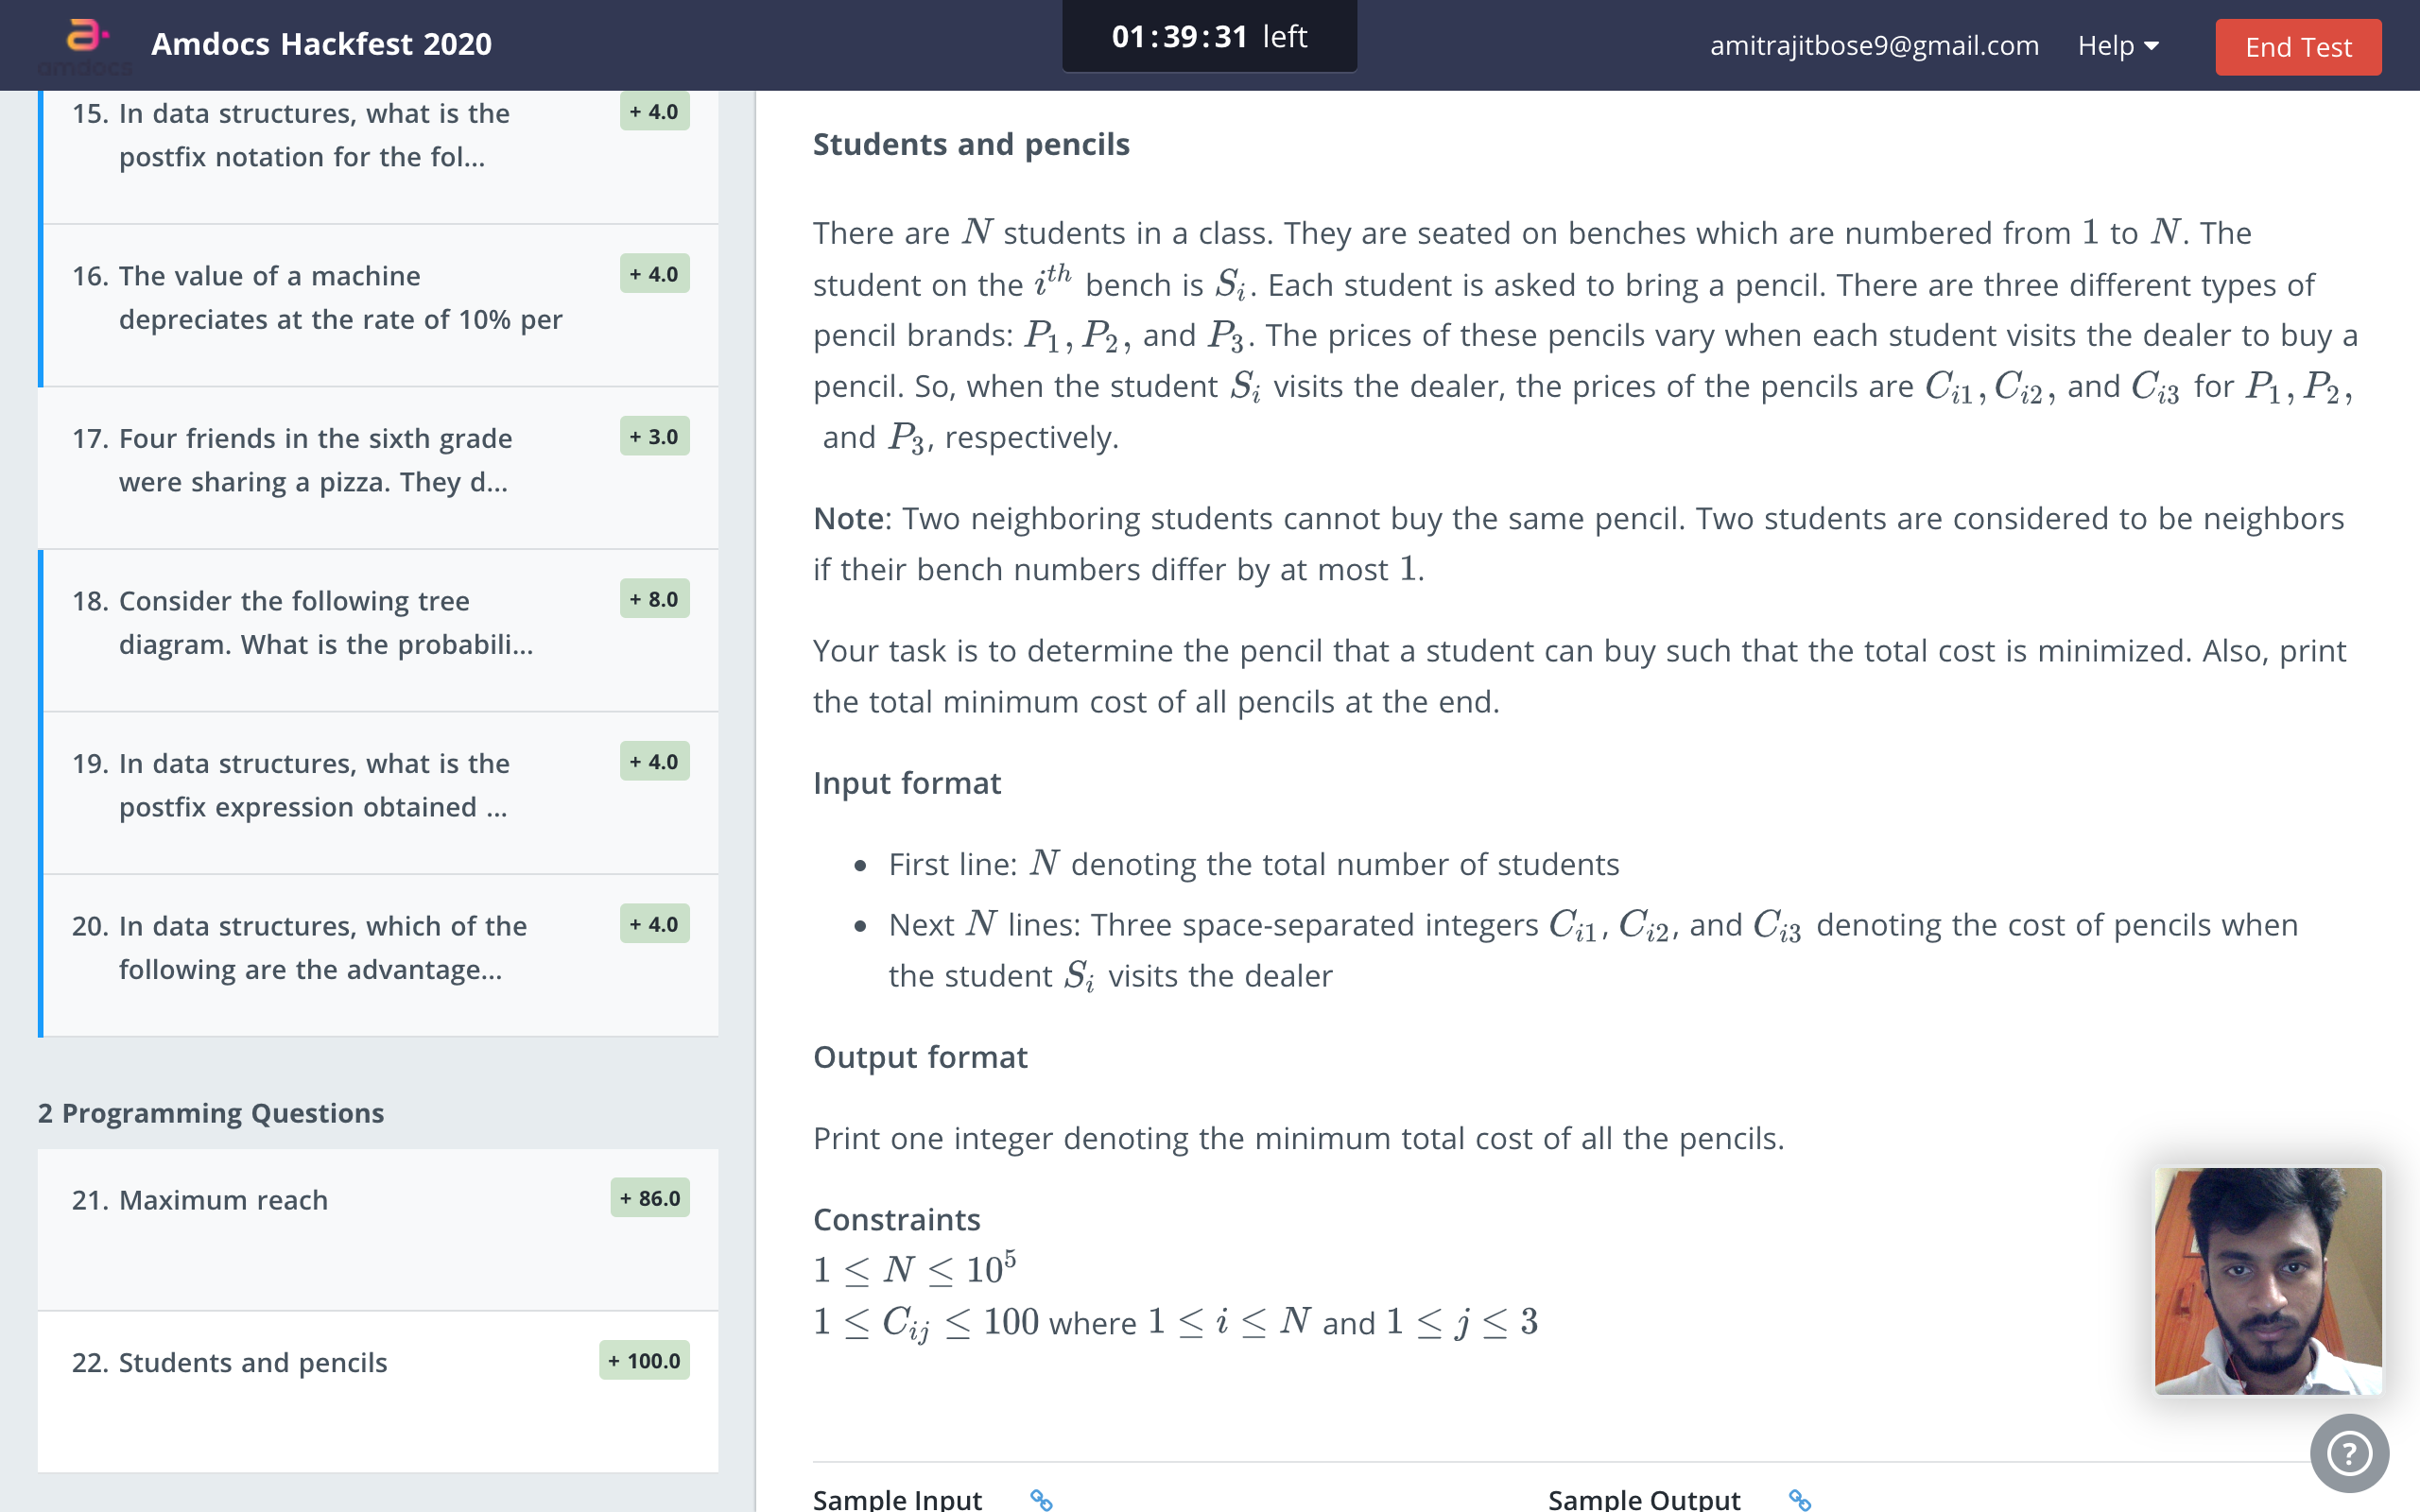 amdocs
Amdocs Hackfest 2020
01:39:31 left
amitrajitbose9@gmail.com
Help
End Test
15. In data structures, what is the + 4.0
postfix notation for the fol...
16. The value of a machine + 4.0
depreciates at the rate of 10% per
17. Four friends in the sixth grade + 3.0
were sharing a pizza. They d...
18. Consider the following tree + 8.0
diagram. What is the probabili...
19. In data structures, what is the + 4.0
postfix expression obtained ...
20. In data structures, which of the + 4.0
following are the advantage...
2 Programming Questions
21. Maximum reach + 86.0
22. Students and pencils + 100.0
Students and pencils
There are N students in a class. They are seated on benches which are numbered from 1 to N. The
student on the i^{th} bench is S_i. Each student is asked to bring a pencil. There are three different types of
pencil brands: P_1, P_2, and P_3. The prices of these pencils vary when each student visits the dealer to buy a
pencil. So, when the student S_i visits the dealer, the prices of the pencils are C_{i1}, C_{i2}, and C_{i3} for P_1, P_2,
and P_3, respectively.
Note: Two neighboring students cannot buy the same pencil. Two students are considered to be neighbors
if their bench numbers differ by at most 1.
Your task is to determine the pencil that a student can buy such that the total cost is minimized. Also, print
the total minimum cost of all pencils at the end.
Input format
• First line: N denoting the total number of students
• Next N lines: Three space-separated integers C_{i1}, C_{i2}, and C_{i3} denoting the cost of pencils when
the student S_i visits the dealer
Output format
Print one integer denoting the minimum total cost of all the pencils.
Constraints
1 ≤ N ≤ 10^5
1 ≤ C_{ij} ≤ 100 where 1 ≤ i ≤ N and 1 ≤ j ≤ 3
Sample Input
Sample Output
?